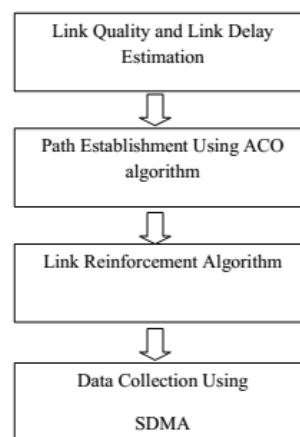 Link Quality and Link Delay
Estimation
Path Establishment Using ACO
algorithm
Link Reinforcement Algorithm
Data Collection Using
SDMA